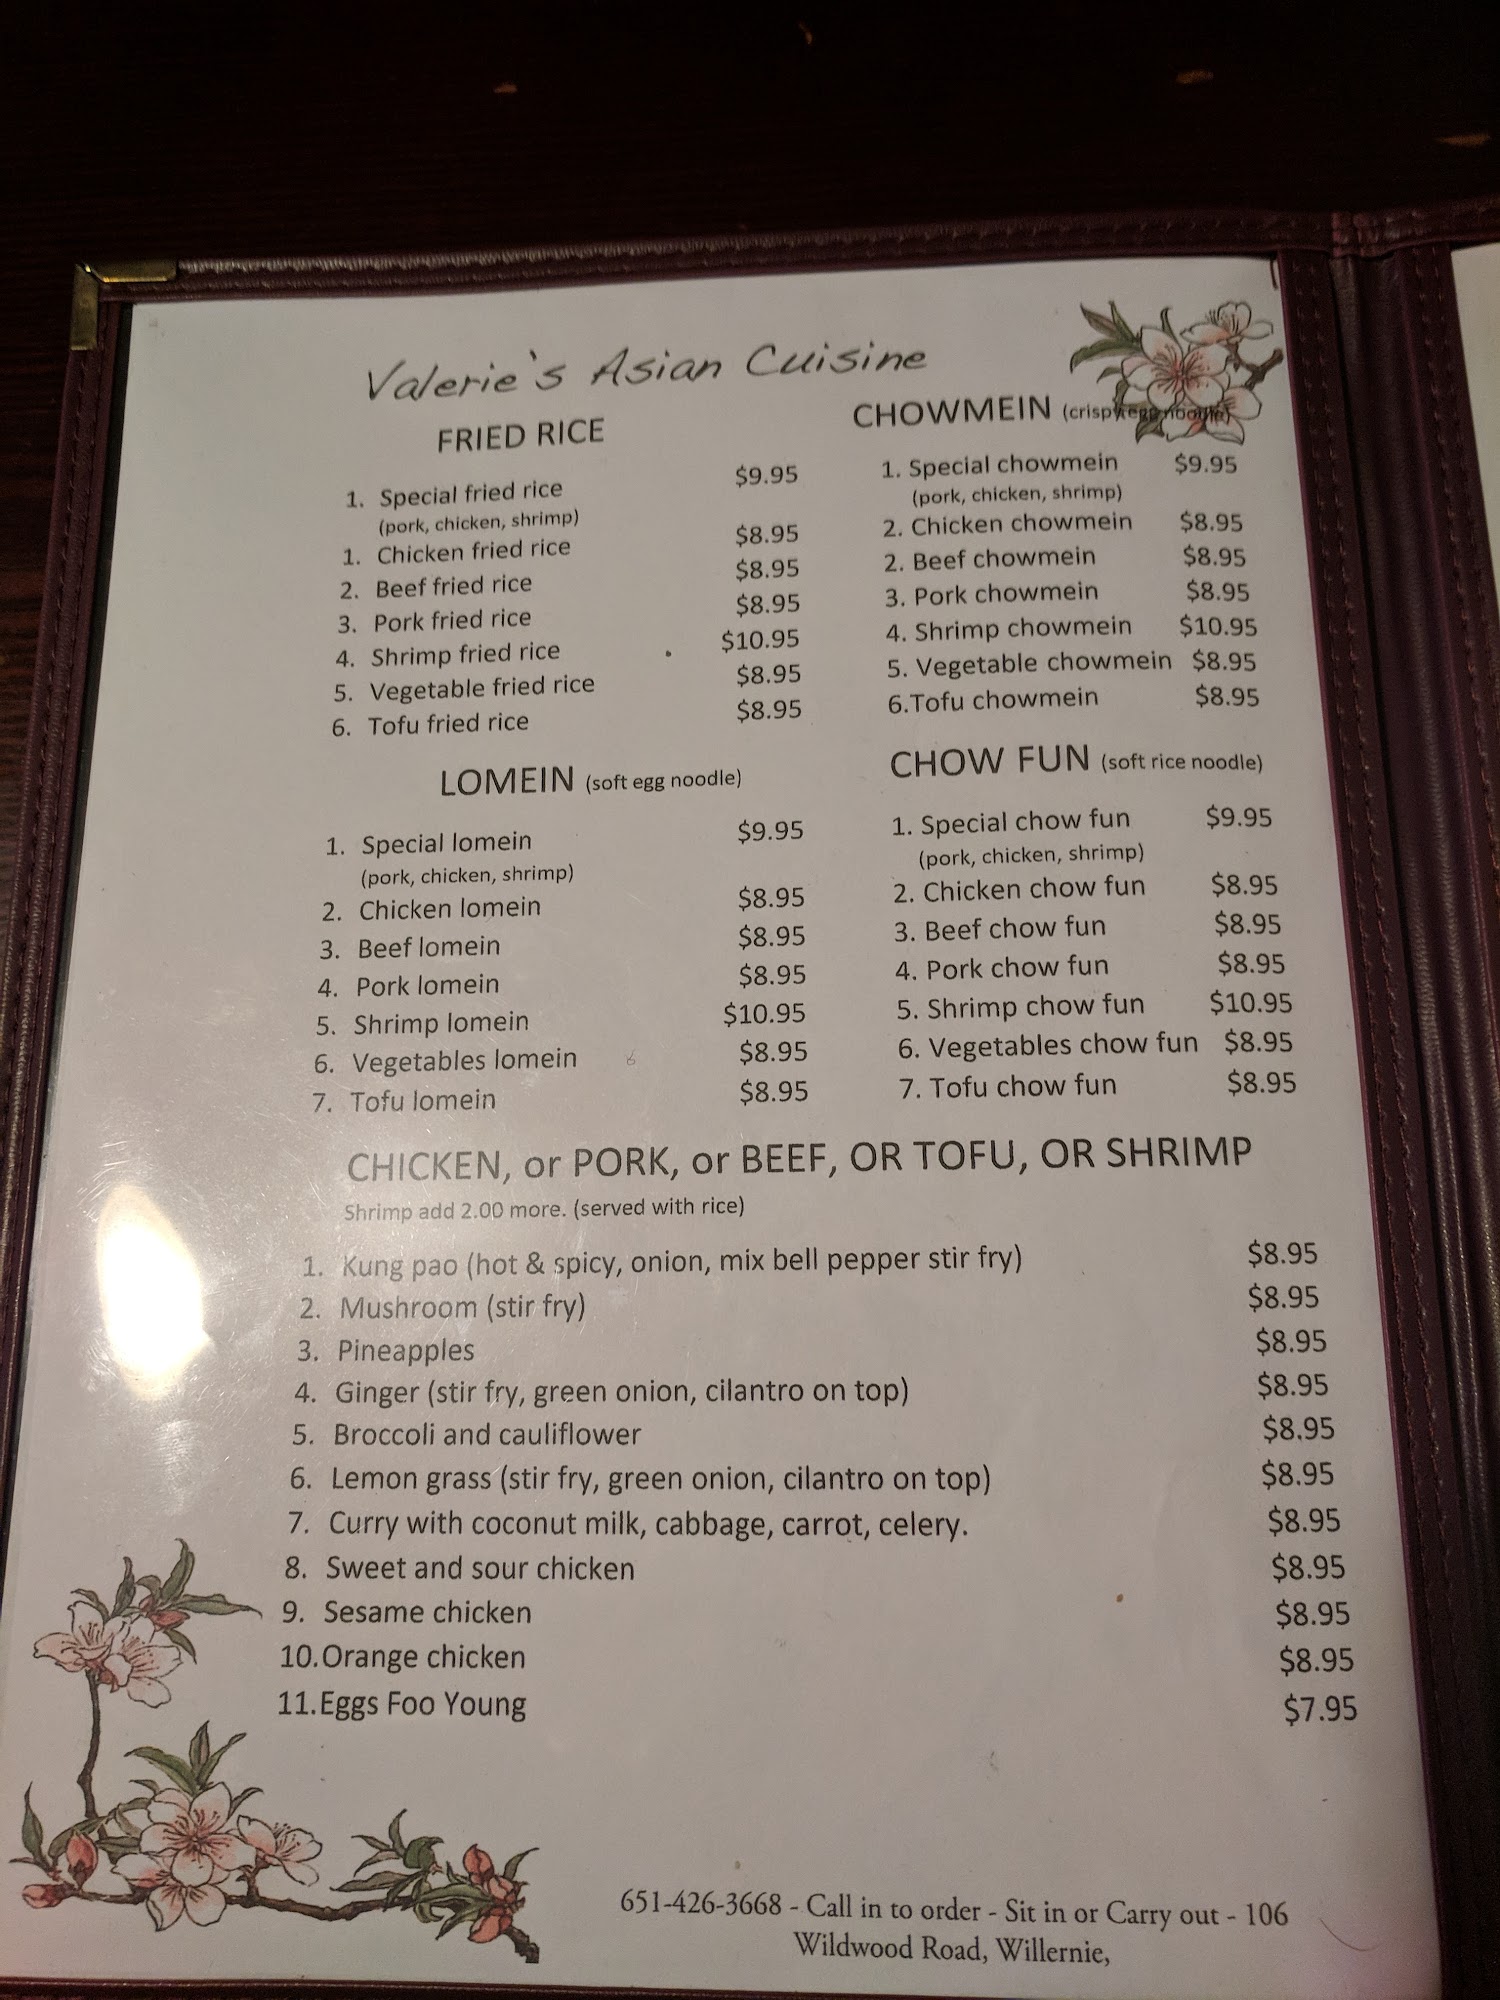 Valerie's Asian Cuisine
FRIED RICE
1. Special fried rice $9.95
(pork, chicken, shrimp)
1. Chicken fried rice $8.95
2. Beef fried rice $8.95
3. Pork fried rice $8.95
4. Shrimp fried rice $10.95
5. Vegetable fried rice $8.95
6. Tofu fried rice $8.95
CHOWMEIN (crispy egg noodle)
1. Special chowmein $9.95
(pork, chicken, shrimp)
2. Chicken chowmein $8.95
2. Beef chowmein $8.95
3. Pork chowmein $8.95
4. Shrimp chowmein $10.95
5. Vegetable chowmein $8.95
6.Tofu chowmein $8.95
LOMEIN (soft egg noodle)
1. Special lomein $9.95
(pork, chicken, shrimp)
2. Chicken lomein $8.95
3. Beef lomein $8.95
4. Pork lomein $8.95
5. Shrimp lomein $10.95
6. Vegetables lomein $8.95
7. Tofu lomein $8.95
CHOW FUN (soft rice noodle)
1. Special chow fun $9.95
(pork, chicken, shrimp)
2. Chicken chow fun $8.95
3. Beef chow fun $8.95
4. Pork chow fun $8.95
5. Shrimp chow fun $10.95
6. Vegetables chow fun $8.95
7. Tofu chow fun $8.95
CHICKEN, or PORK, or BEEF, OR TOFU, OR SHRIMP
Shrimp add 2.00 more. (served with rice)
1. Kung pao (hot & spicy, onion, mix bell pepper stir fry) $8.95
2. Mushroom (stir fry) $8.95
3. Pineapples $8.95
4. Ginger (stir fry, green onion, cilantro on top) $8.95
5. Broccoli and cauliflower $8.95
6. Lemon grass (stir fry, green onion, cilantro on top) $8.95
7. Curry with coconut milk, cabbage, carrot, celery. $8.95
8. Sweet and sour chicken $8.95
9. Sesame chicken $8.95
10.Orange chicken $8.95
11.Eggs Foo Young $7.95
651-426-3668 - Call in to order - Sit in or Carry out - 106
Wildwood Road, Willernie,